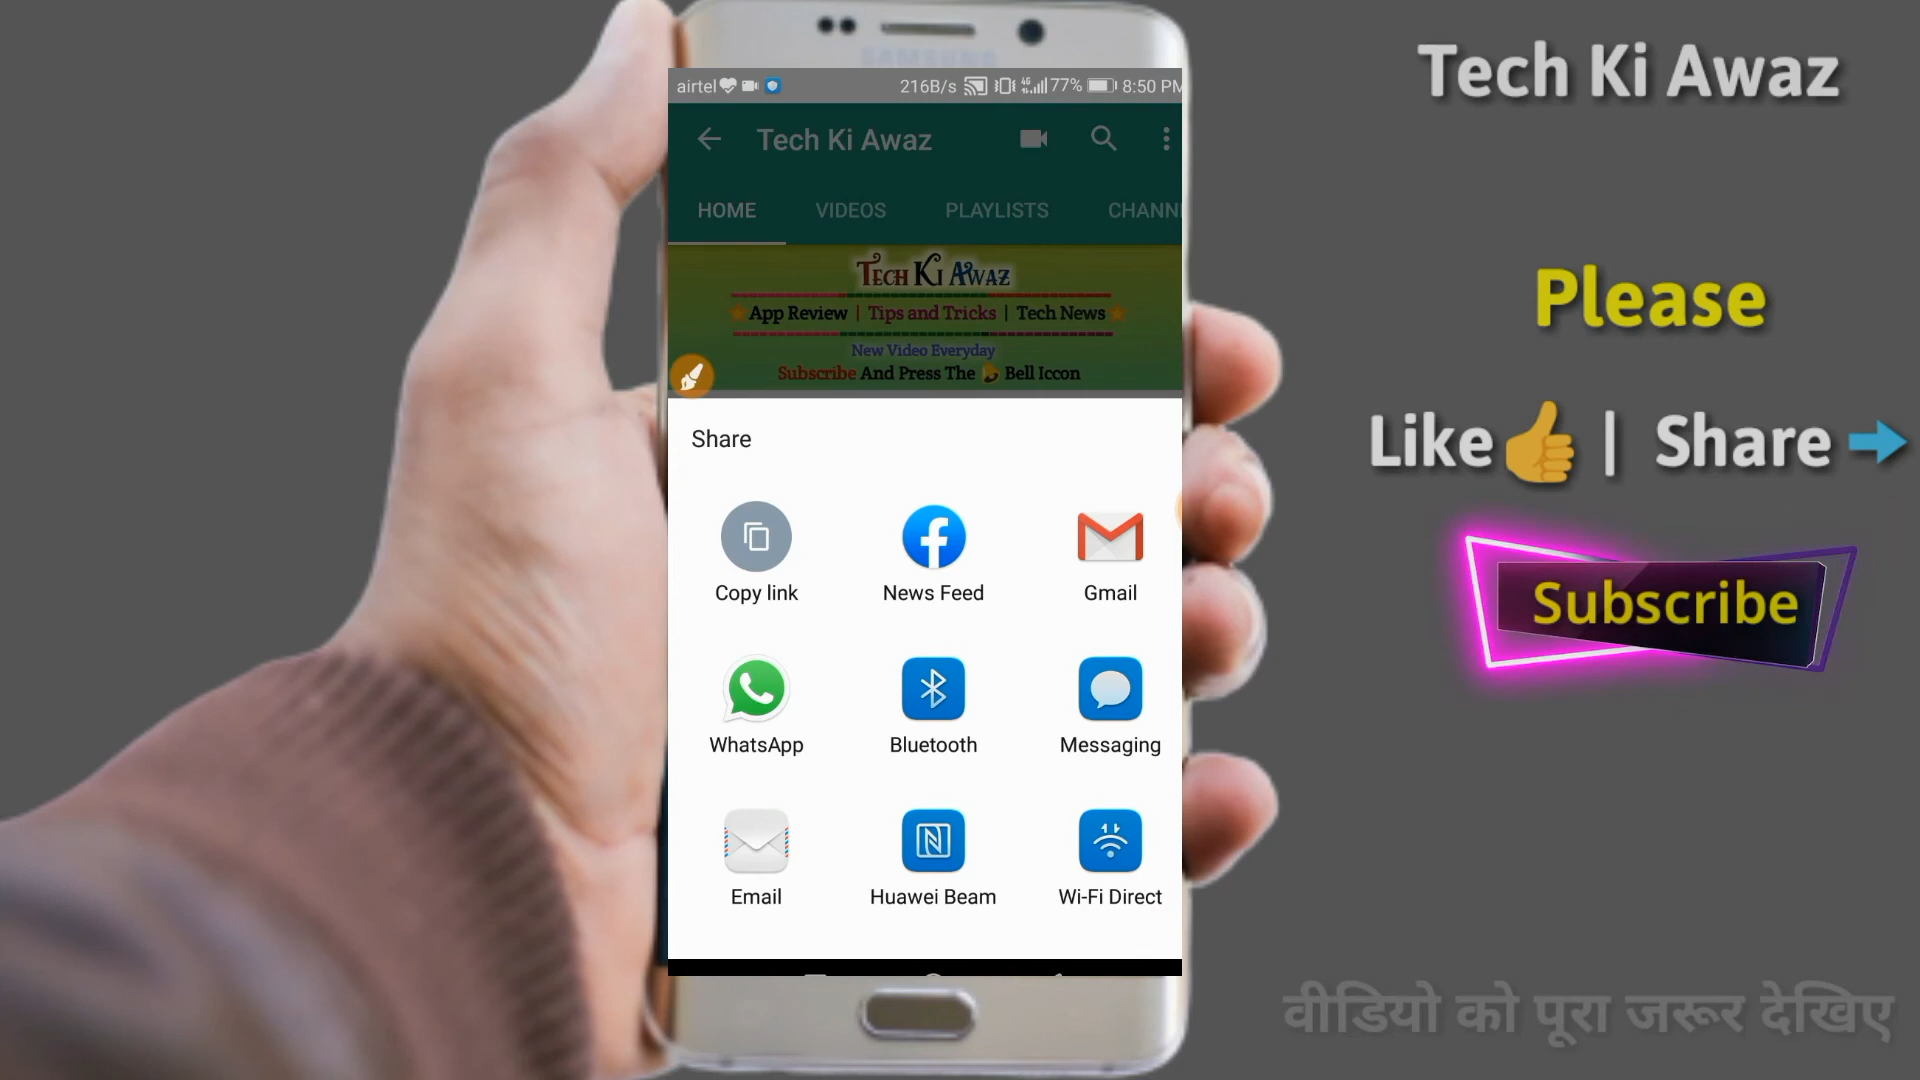 SAMSUNG
airtel 216B/s 4G 77% 8:50 PM
Tech Ki Awaz
HOME VIDEOS PLAYLISTS CHANN
Tech Ki Awaz
App Review | Tips and Tricks | Tech News
New Video Everyday
Subscribe And Press The Bell Iccon
Share
Copy link News Feed Gmail
WhatsApp Bluetooth Messaging
Email Huawei Beam Wi-Fi Direct
Tech Ki Awaz
Please
Like | Share
Subscribe
वीडियो को पूरा जरूर देखिए